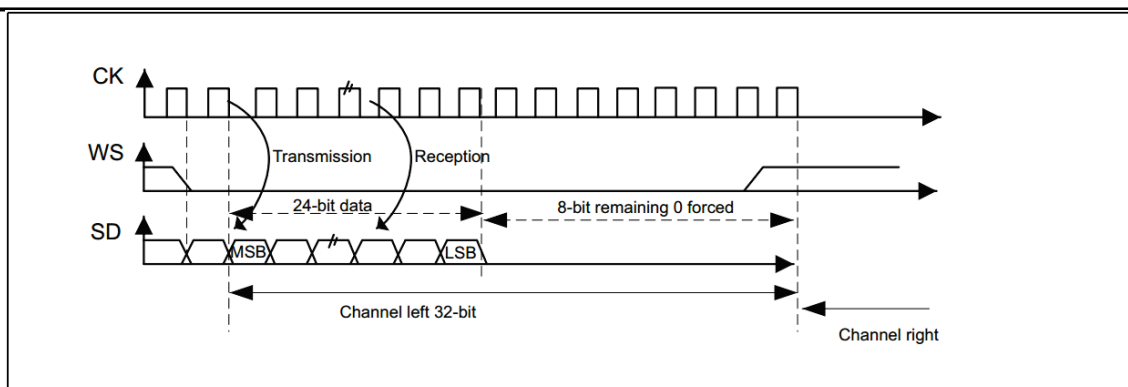 CK
WS
Transmission
Reception
24-bit data
8-bit remaining 0 forced
SD
MSB
LSB
Channel left 32-bit
Channel right